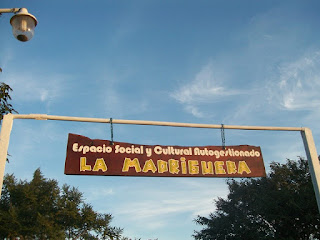 Espacio Social y Cultural Autogestionado
LA MADRIGUERA